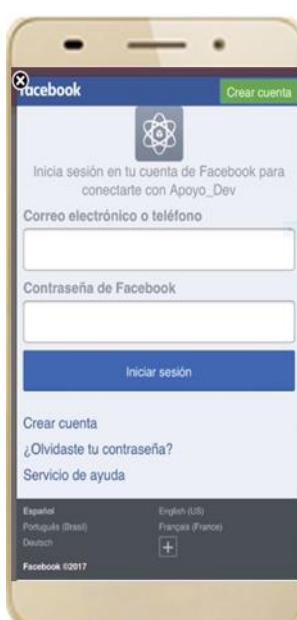 facebook
Crear cuenta
Inicia sesión en tu cuenta de Facebook para
conectarte con Apoyo_Dev
Correo electrónico o teléfono
Contraseña de Facebook
Iniciar sesión
Crear cuenta
¿Olvidaste tu contraseña?
Servicio de ayuda
Español English (US)
Português (Brasil) Français (France)
Deutsch
Facebook ©2017